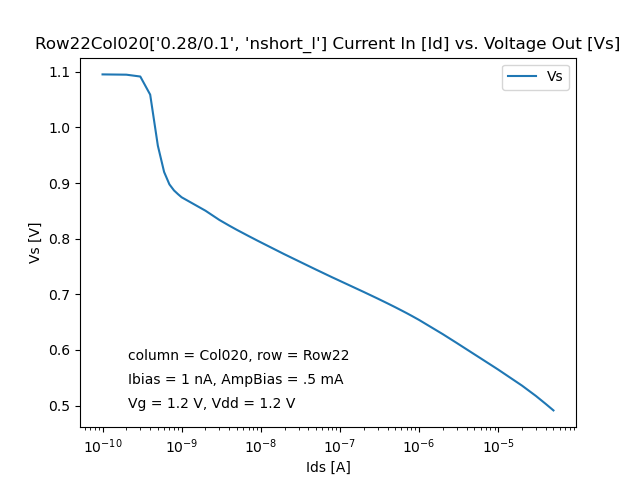 Row22Col020['0.28/0.1', 'nshort_l'] Current In [Id] vs. Voltage Out [Vs]
Vs
1.1
1.0
0.9
0.8
0.7
0.6
0.5
Vs [V]
column = Col020, row = Row22
Ibias = 1 nA, AmpBias = .5 mA
Vg = 1.2 V, Vdd = 1.2 V
10⁻¹⁰ 10⁻⁹ 10⁻⁸ 10⁻⁷ 10⁻⁶ 10⁻⁵
Ids [A]